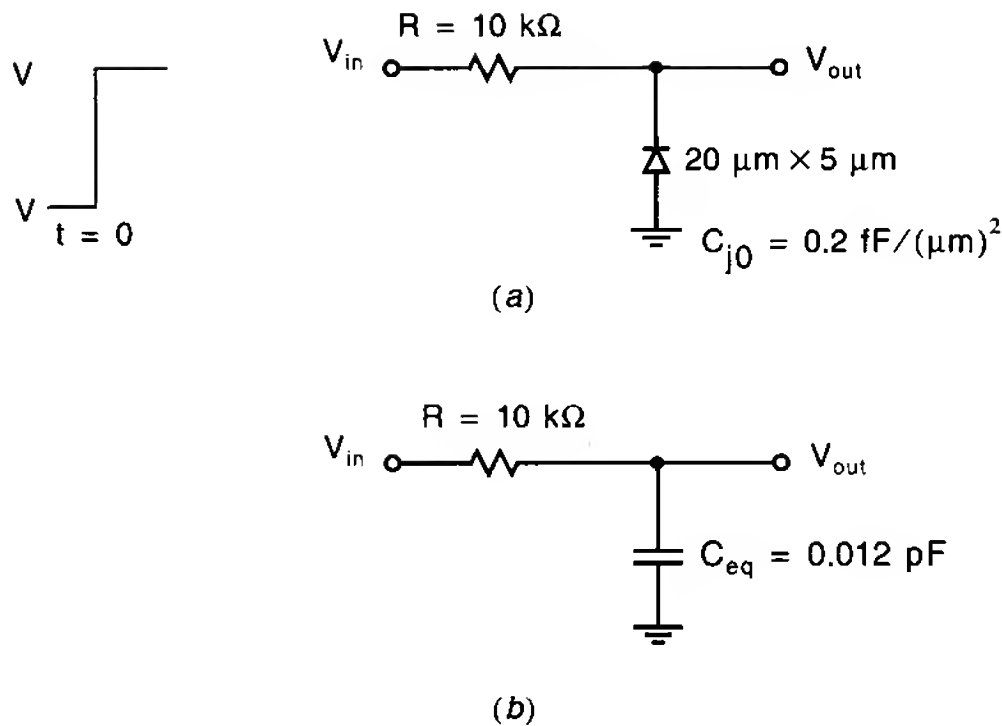 R = 10 kΩ
V
V_in
V_out
V
t = 0
20 μm × 5 μm
C_j0 = 0.2 fF/(μm)²
(a)
R = 10 kΩ
V_in
V_out
C_eq = 0.012 pF
(b)